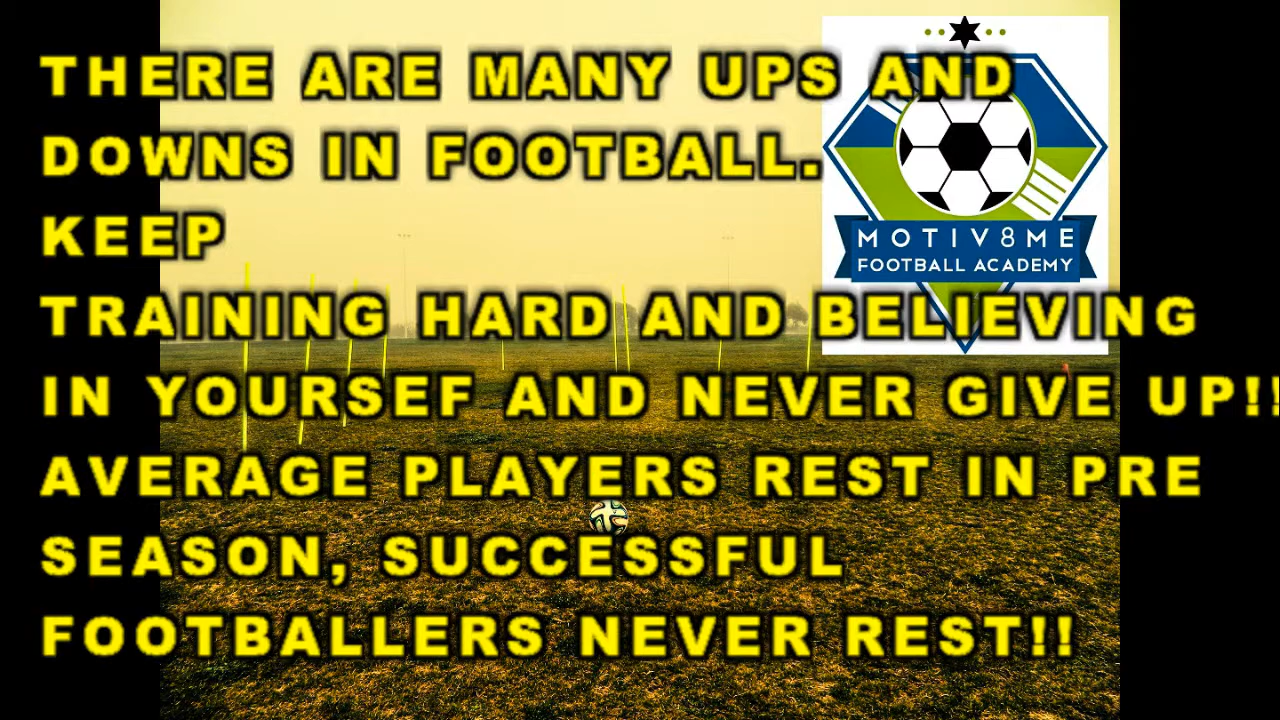 THERE ARE MANY UPS AND
DOWNS IN FOOTBALL.
KEEP
TRAINING HARD AND BELIEVING
IN YOURSEF AND NEVER GIVE UP!!
AVERAGE PLAYERS REST IN PRE
SEASON, SUCCESSFUL
FOOTBALLERS NEVER REST!!
MOTIV8ME
FOOTBALL ACADEMY